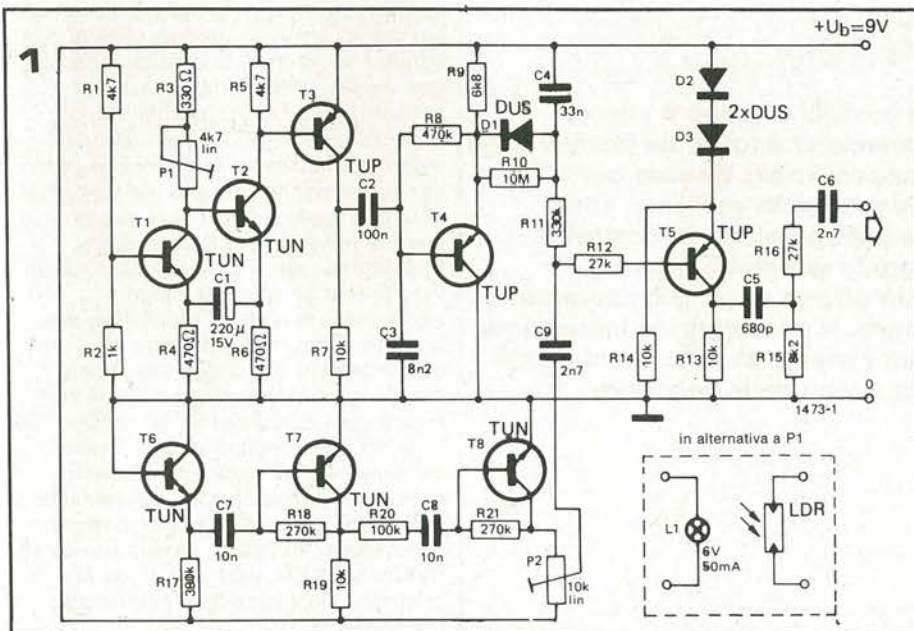 1
+Ub=9V
R1
4k7
R3
330Ω
R5
4k7
T3
TUP
R9
6k8
C4
33n
D2
D3
2xDUS
4k7
lin
P1
T2
TUN
C2
100n
R8
470k
D1
DUS
R10
10M
R11
330k
T1
TUN
T4
TUP
R12
27k
T5
TUP
C6
2n7
R16
27k
C1
220 µ
15V
R2
1k
R4
470Ω
R6
470Ω
R7
10k
C3
8n2
C9
2n7
R14
10k
R13
10k
C5
680p
R15
8k2
0
1473-1
T6
TUN
T7
TUN
T8
TUN
in alternativa a P1
C7
10n
R18
270k
R20
100k
C8
10n
R21
270k
L1
6V
50mA
LDR
R17
380k
R19
10k
P2
10k
lin